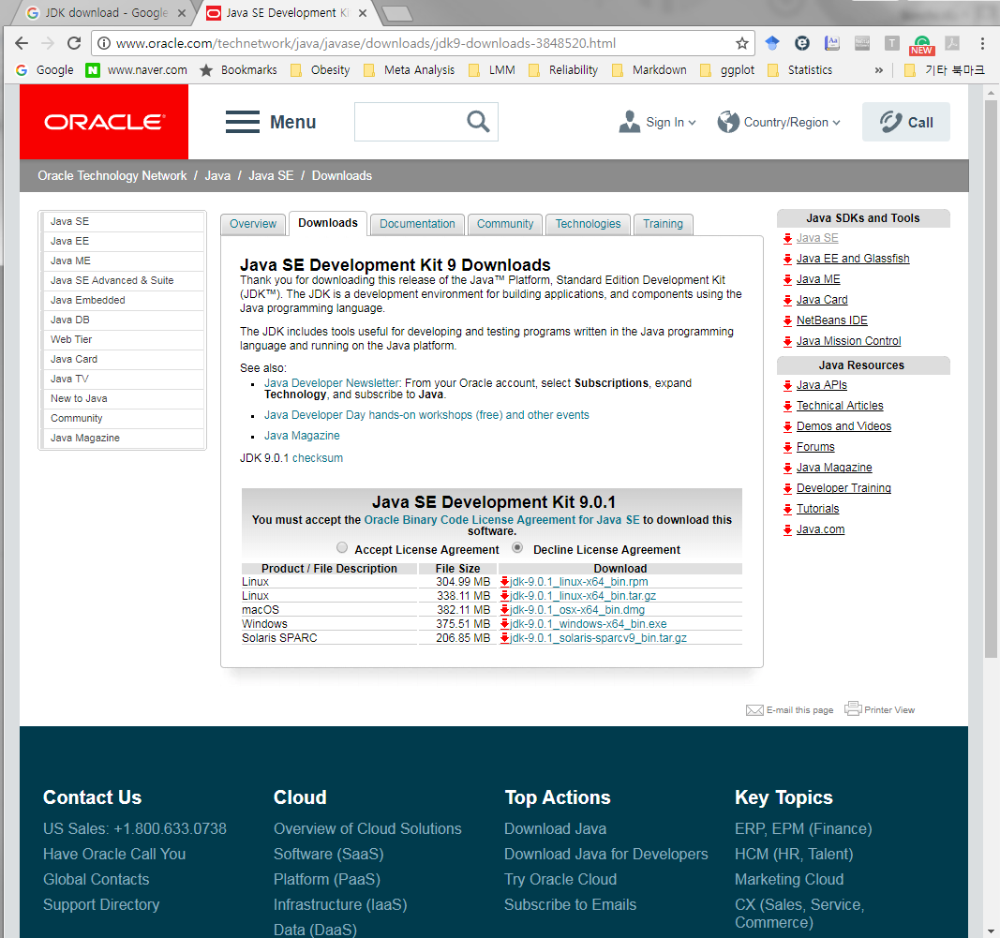 JDK download - Google
Java SE Development Ki
www.oracle.com/technetwork/java/javase/downloads/jdk9-downloads-3848520.html
NEW
Google
www.naver.com
Bookmarks
Obesity
Meta Analysis
LMM
Reliability
Markdown
ggplot
Statistics
»
기타 북마크
ORACLE
Menu
Sign In
Country/Region
Call
Oracle Technology Network / Java / Java SE / Downloads
Java SE
Java EE
Java ME
Java SE Advanced & Suite
Java Embedded
Java DB
Web Tier
Java Card
Java TV
New to Java
Community
Java Magazine
Overview
Downloads
Documentation
Community
Technologies
Training
Java SE Development Kit 9 Downloads
Thank you for downloading this release of the Java™ Platform, Standard Edition Development Kit
(JDK™). The JDK is a development environment for building applications, and components using the
Java programming language.
The JDK includes tools useful for developing and testing programs written in the Java programming
language and running on the Java platform.
See also:
Java Developer Newsletter: From your Oracle account, select Subscriptions, expand
Technology, and subscribe to Java.
Java Developer Day hands-on workshops (free) and other events
Java Magazine
JDK 9.0.1 checksum
Java SE Development Kit 9.0.1
You must accept the Oracle Binary Code License Agreement for Java SE to download this
software.
Accept License Agreement Decline License Agreement
Product / File Description File Size Download
Linux 304.99 MB jdk-9.0.1_linux-x64_bin.rpm
Linux 338.11 MB jdk-9.0.1_linux-x64_bin.tar.gz
macOS 382.11 MB jdk-9.0.1_osx-x64_bin.dmg
Windows 375.51 MB jdk-9.0.1_windows-x64_bin.exe
Solaris SPARC 206.85 MB jdk-9.0.1_solaris-sparcv9_bin.tar.gz
Java SDKs and Tools
Java SE
Java EE and Glassfish
Java ME
Java Card
NetBeans IDE
Java Mission Control
Java Resources
Java APIs
Technical Articles
Demos and Videos
Forums
Java Magazine
Developer Training
Tutorials
Java.com
E-mail this page
Printer View
Contact Us
US Sales: +1.800.633.0738
Have Oracle Call You
Global Contacts
Support Directory
Cloud
Overview of Cloud Solutions
Software (SaaS)
Platform (PaaS)
Infrastructure (IaaS)
Data (DaaS)
Top Actions
Download Java
Download Java for Developers
Try Oracle Cloud
Subscribe to Emails
Key Topics
ERP, EPM (Finance)
HCM (HR, Talent)
Marketing Cloud
CX (Sales, Service,
Commerce)